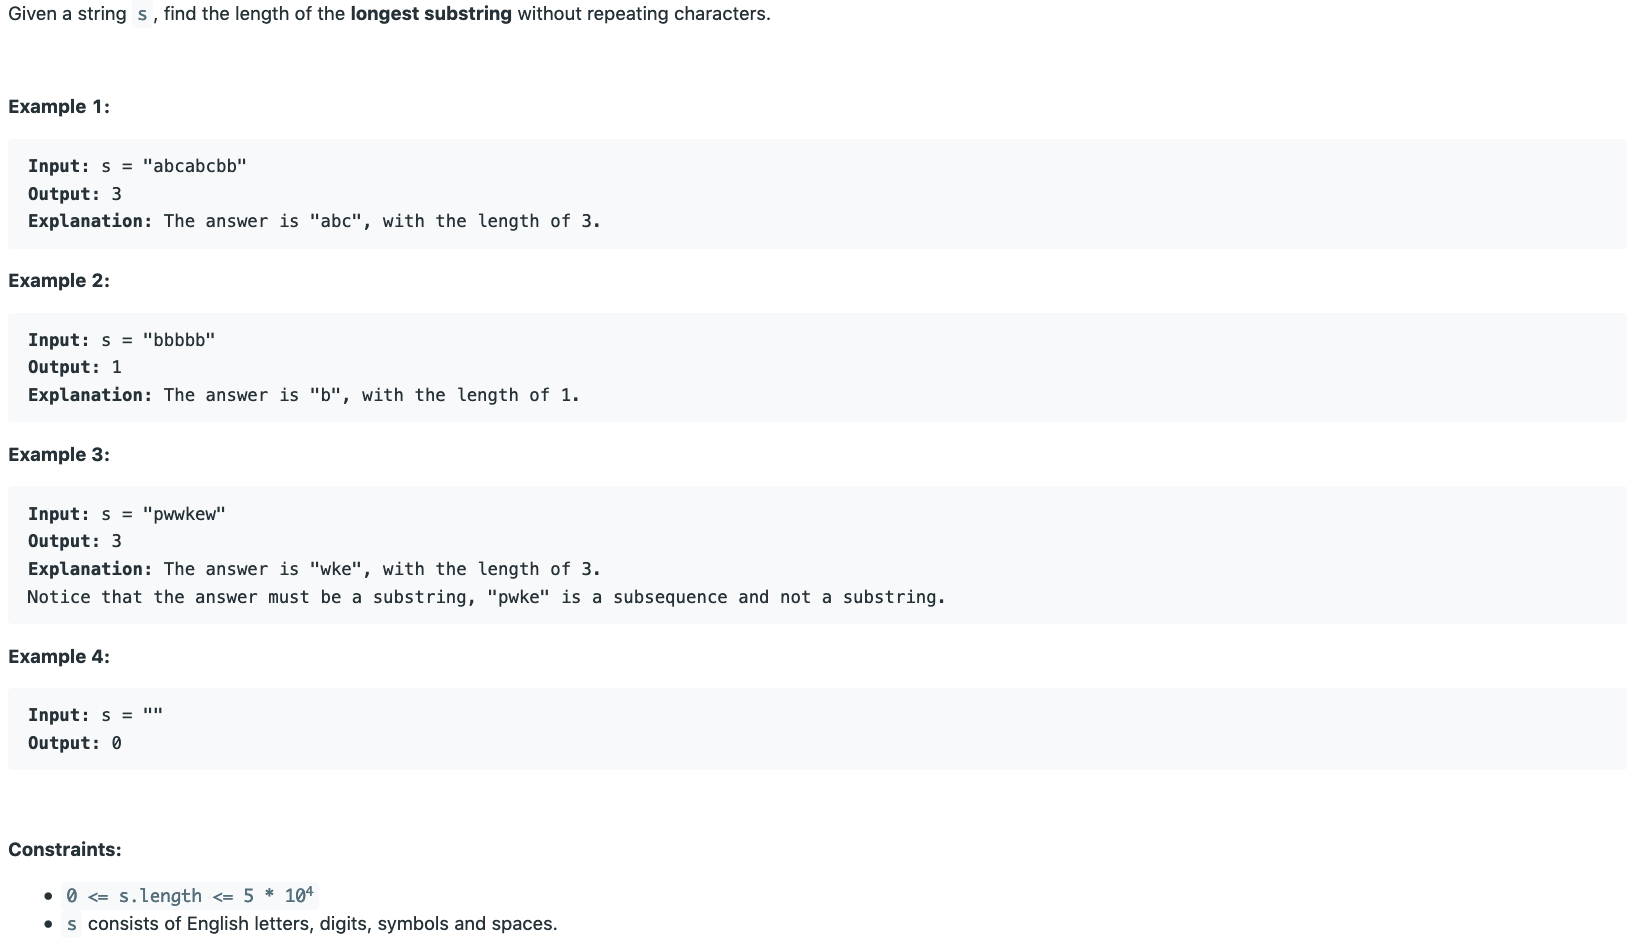 Given a string s, find the length of the longest substring without repeating characters.
Example 1:
Input: s = "abcabcbb"
Output: 3
Explanation: The answer is "abc", with the length of 3.
Example 2:
Input: s = "bbbbb"
Output: 1
Explanation: The answer is "b", with the length of 1.
Example 3:
Input: s = "pwwkew"
Output: 3
Explanation: The answer is "wke", with the length of 3.
Notice that the answer must be a substring, "pwke" is a subsequence and not a substring.
Example 4:
Input: s = ""
Output: 0
Constraints:
• 0 <= s.length <= 5 * 10⁴
• s consists of English letters, digits, symbols and spaces.